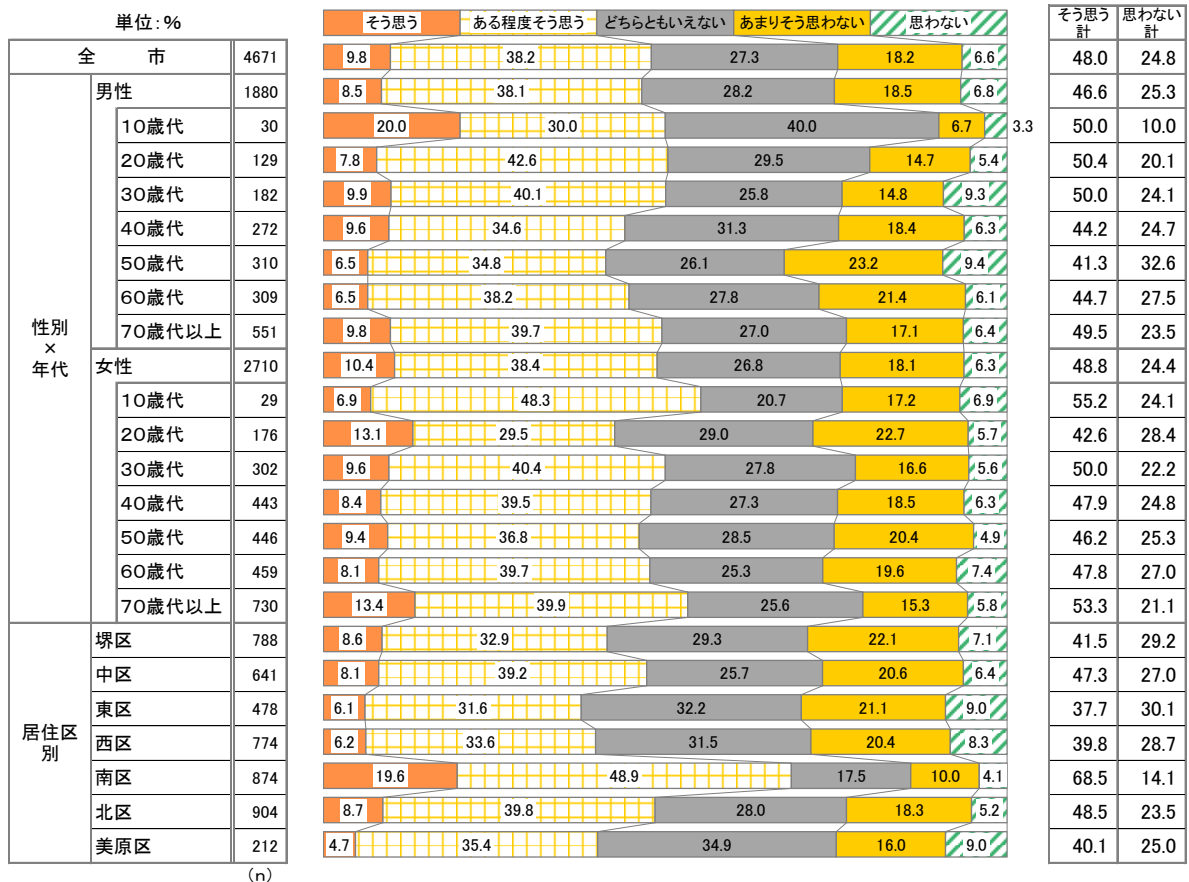 単位：% そう思う ある程度そう思う どちらともいえない あまりそう思わない 思わない そう思う計 思わない計
全市 4671 9.8 38.2 27.3 18.2 6.6 48.0 24.8
性別×年代
男性 1880 8.5 38.1 28.2 18.5 6.8 46.6 25.3
10歳代 30 20.0 30.0 40.0 6.7 3.3 50.0 10.0
20歳代 129 7.8 42.6 29.5 14.7 5.4 50.4 20.1
30歳代 182 9.9 40.1 25.8 14.8 9.3 50.0 24.1
40歳代 272 9.6 34.6 31.3 18.4 6.3 44.2 24.7
50歳代 310 6.5 34.8 26.1 23.2 9.4 41.3 32.6
60歳代 309 6.5 38.2 27.8 21.4 6.1 44.7 27.5
70歳代以上 551 9.8 39.7 27.0 17.1 6.4 49.5 23.5
女性 2710 10.4 38.4 26.8 18.1 6.3 48.8 24.4
10歳代 29 6.9 48.3 20.7 17.2 6.9 55.2 24.1
20歳代 176 13.1 29.5 29.0 22.7 5.7 42.6 28.4
30歳代 302 9.6 40.4 27.8 16.6 5.6 50.0 22.2
40歳代 443 8.4 39.5 27.3 18.5 6.3 47.9 24.8
50歳代 446 9.4 36.8 28.5 20.4 4.9 46.2 25.3
60歳代 459 8.1 39.7 25.3 19.6 7.4 47.8 27.0
70歳代以上 730 13.4 39.9 25.6 15.3 5.8 53.3 21.1
居住区別
堺区 788 8.6 32.9 29.3 22.1 7.1 41.5 29.2
中区 641 8.1 39.2 25.7 20.6 6.4 47.3 27.0
東区 478 6.1 31.6 32.2 21.1 9.0 37.7 30.1
西区 774 6.2 33.6 31.5 20.4 8.3 39.8 28.7
南区 874 19.6 48.9 17.5 10.0 4.1 68.5 14.1
北区 904 8.7 39.8 28.0 18.3 5.2 48.5 23.5
美原区 212 4.7 35.4 34.9 16.0 9.0 40.1 25.0
(n)